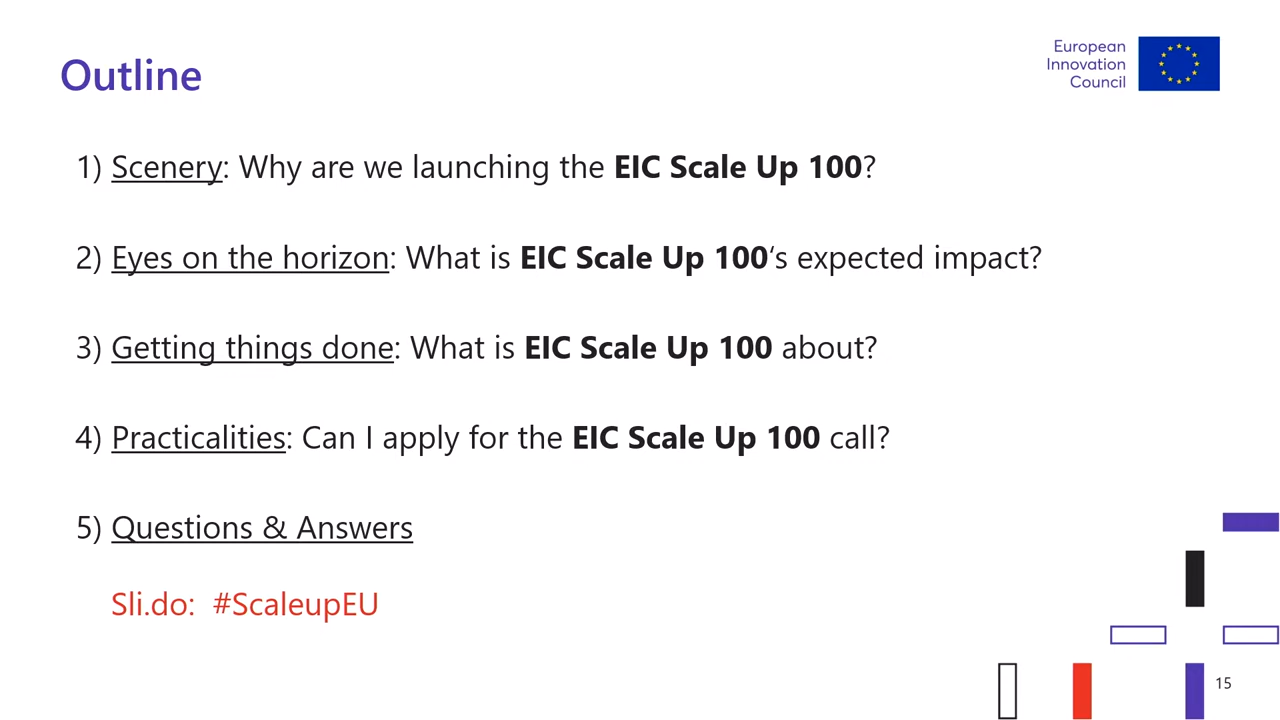 Outline
European
Innovation
Council
1) Scenery: Why are we launching the EIC Scale Up 100?
2) Eyes on the horizon: What is EIC Scale Up 100‘s expected impact?
3) Getting things done: What is EIC Scale Up 100 about?
4) Practicalities: Can I apply for the EIC Scale Up 100 call?
5) Questions & Answers
Sli.do: #ScaleupEU
15